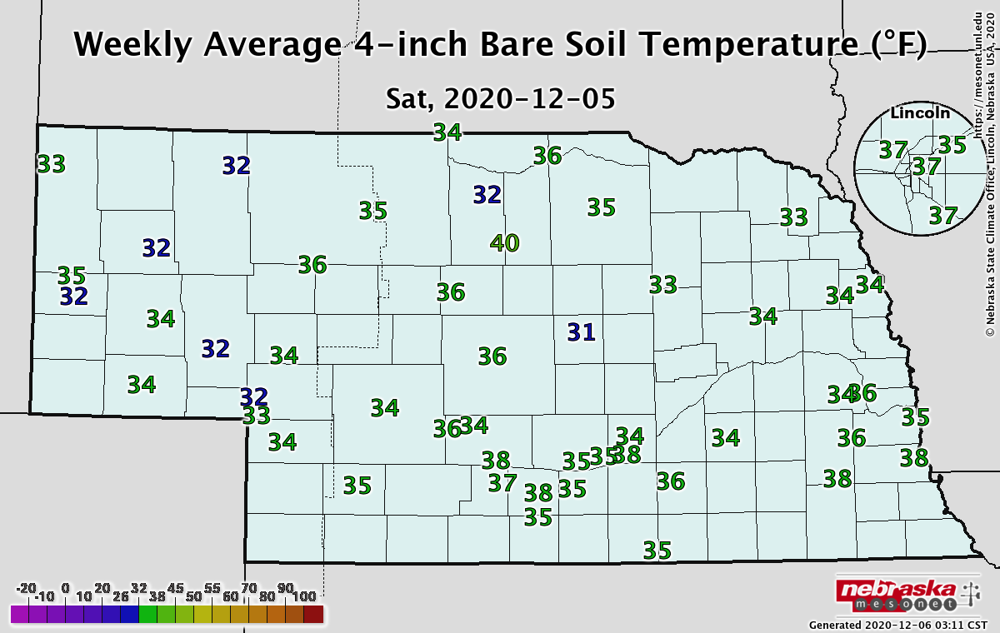 Weekly Average 4-inch Bare Soil Temperature (°F)
Sat, 2020-12-05
https://mesonet.unl.edu
© Nebraska State Climate Office, Lincoln, Nebraska USA, 2020
Lincoln
37 35
37
37
34
33 32 36
32
35 35 33
32 40
36
35 33 34
32 36 34
34 34
32 34 31
36
34
32 34 34 36
33 36 34 35
34 34 34 36
38 35 35 38 38
35 37 38 35 36 38
35
35
-20 0 20 32 45 55 70 90
-10 10 26 38 50 60 80 100
nebraska
mesonet
Generated 2020-12-06 03:11 CST